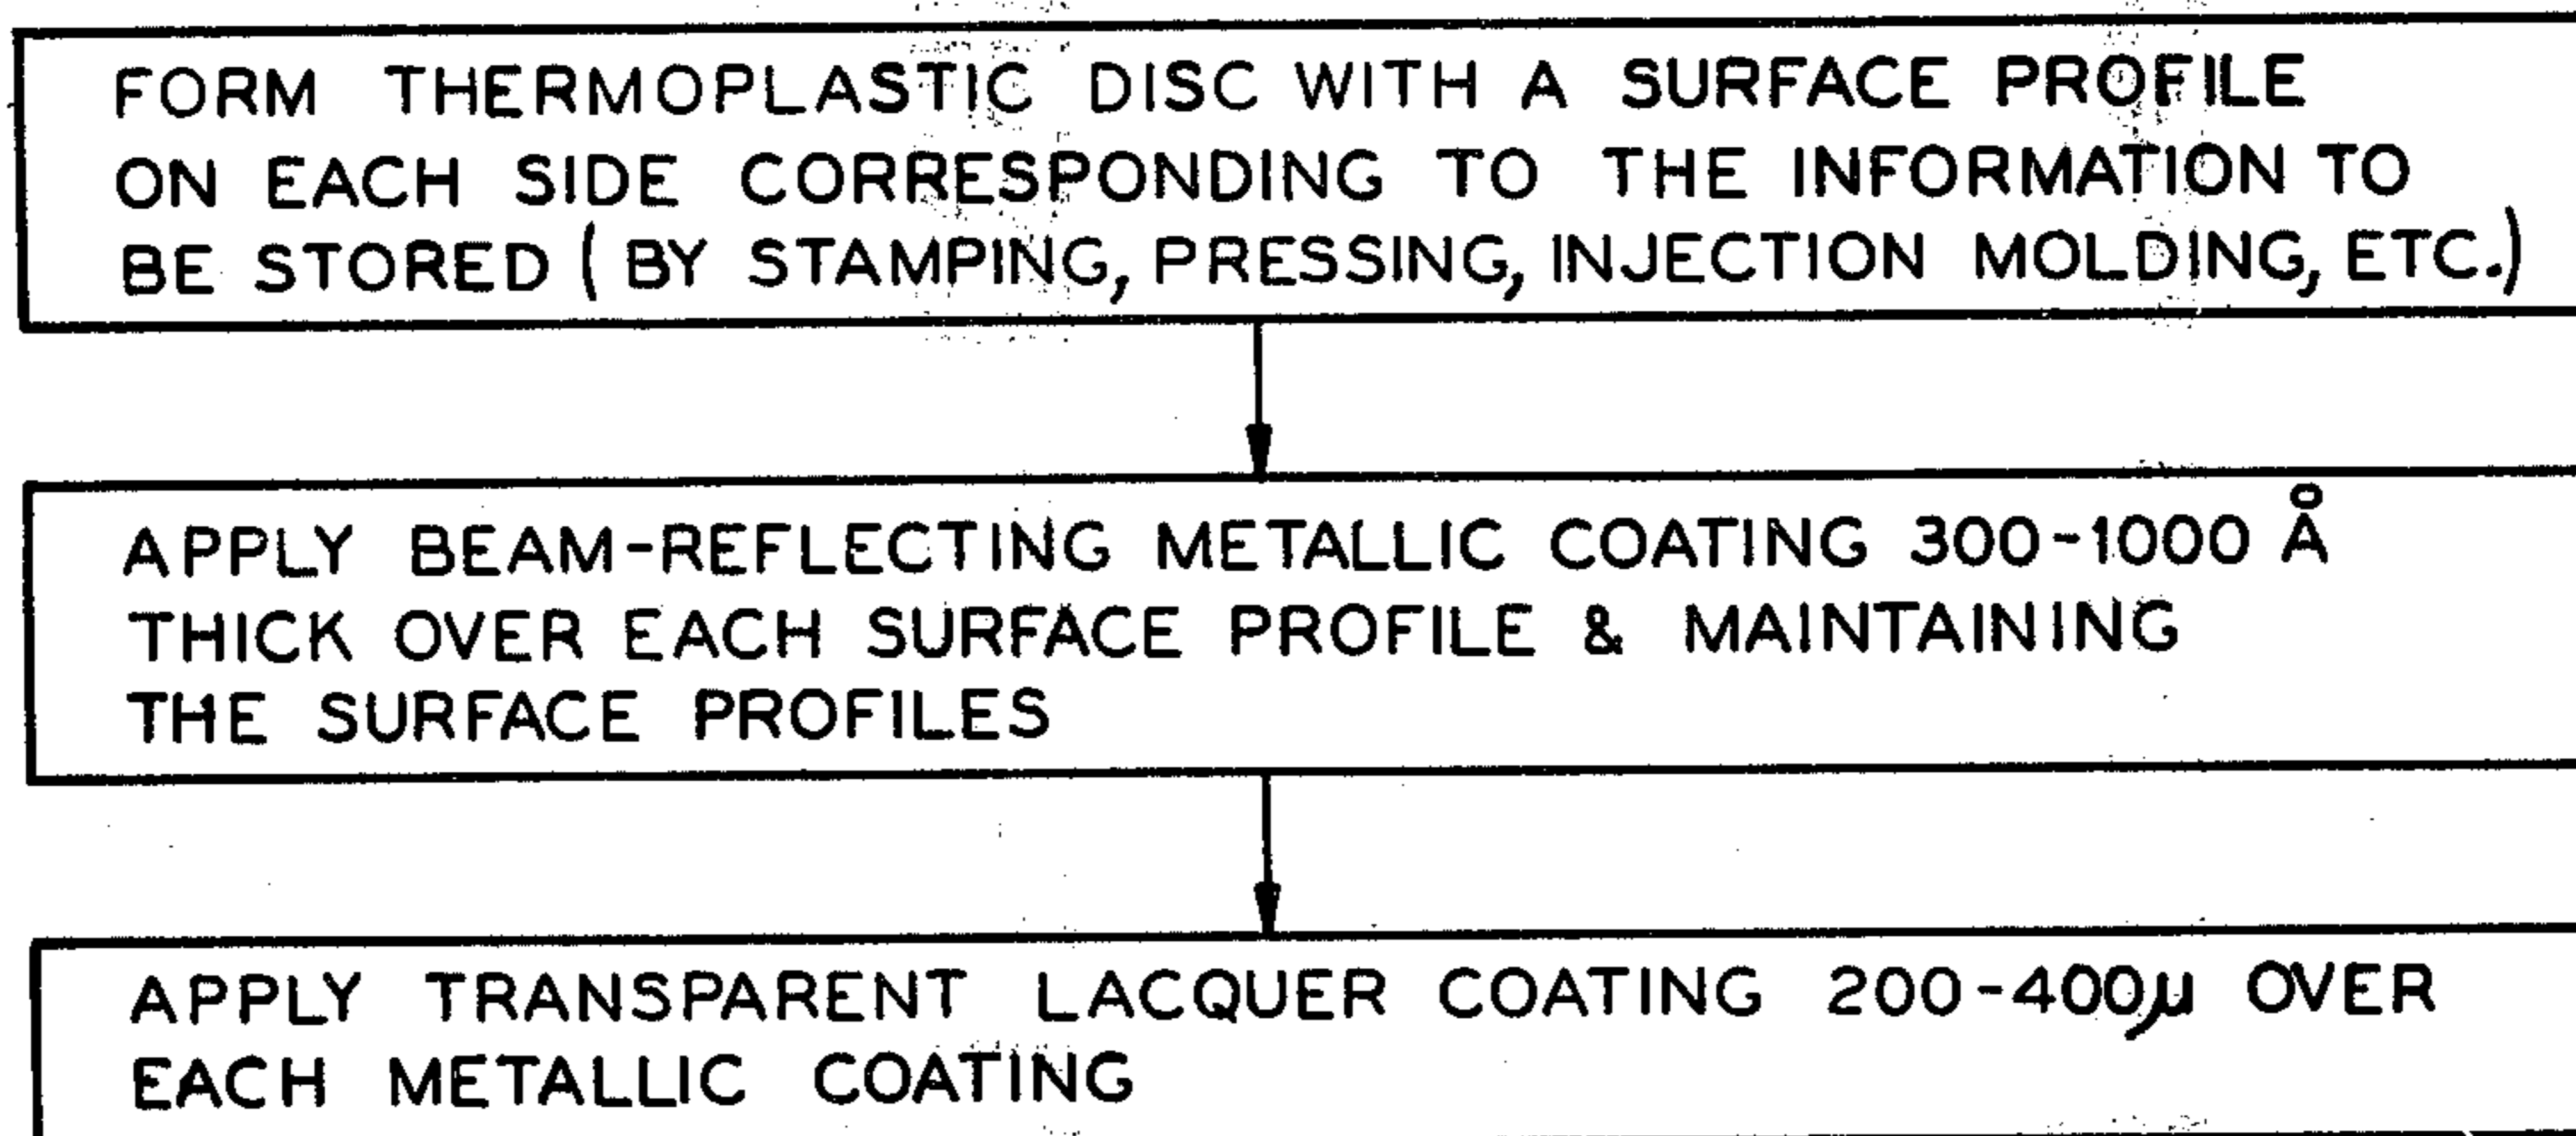 FORM THERMOPLASTIC DISC WITH A SURFACE PROFILE
ON EACH SIDE CORRESPONDING TO THE INFORMATION TO
BE STORED ( BY STAMPING, PRESSING, INJECTION MOLDING, ETC.)
APPLY BEAM-REFLECTING METALLIC COATING 300-1000 Å
THICK OVER EACH SURFACE PROFILE & MAINTAINING
THE SURFACE PROFILES
APPLY TRANSPARENT LACQUER COATING 200-400µ OVER
EACH METALLIC COATING